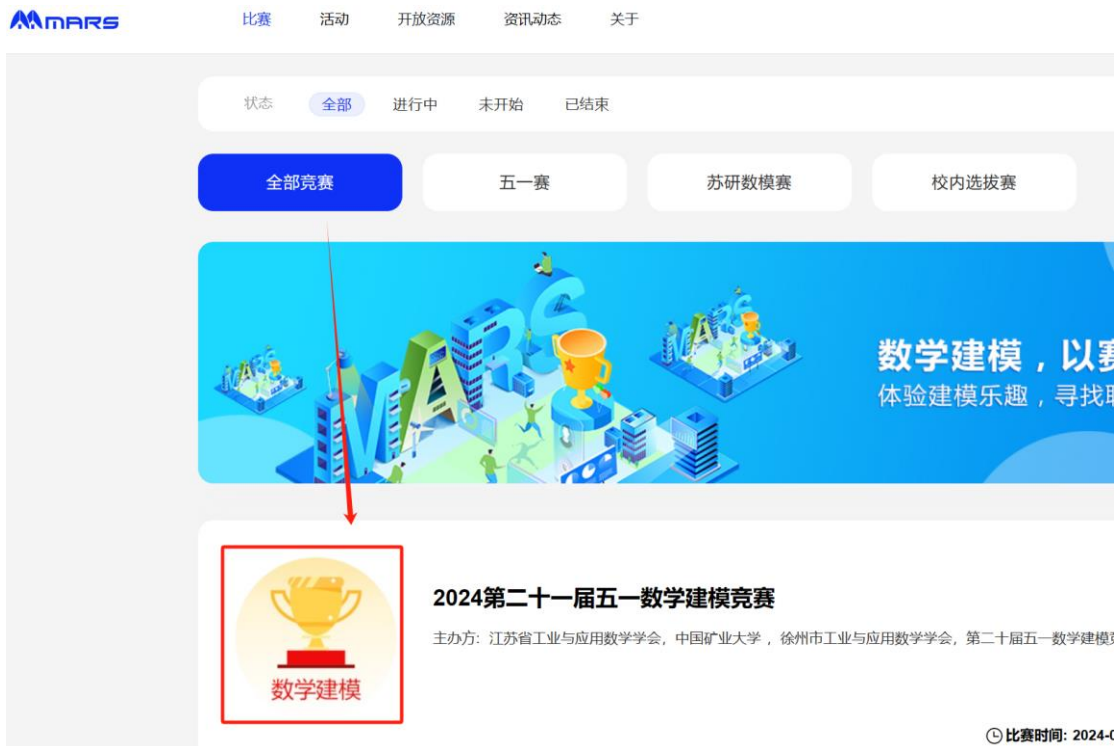 MARS 比赛 活动 开放资源 资讯动态 关于
状态 全部 进行中 未开始 已结束
全部竞赛 五一赛 苏研数模赛 校内选拔赛
MARS
数学建模，以赛
体验建模乐趣，寻找
2024第二十一届五一数学建模竞赛
主办方：江苏省工业与应用数学学会，中国矿业大学 ，徐州市工业与应用数学学会，第二十届五一数学建模
数学建模
比赛时间: 2024-0